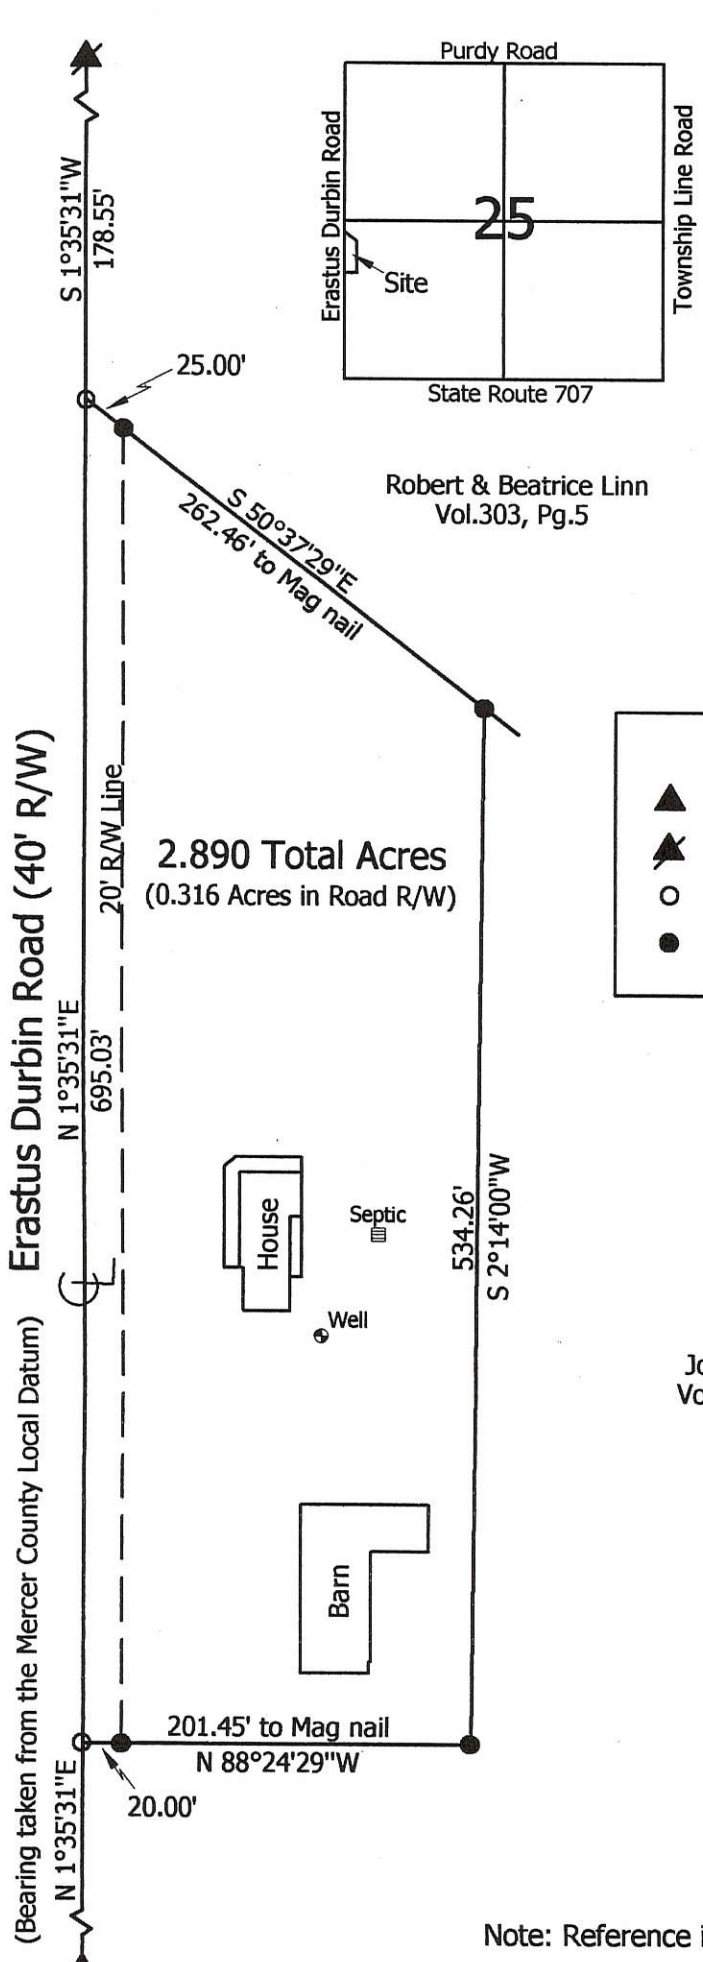 Purdy Road
Erastus Durbin Road
Township Line Road
25
Site
State Route 707
S 1°35'31"W
178.55'
25.00'
Robert & Beatrice Linn
Vol.303, Pg.5
S 50°37'29"E
262.46' to Mag nail
Erastus Durbin Road (40' R/W)
20' R/W Line
2.890 Total Acres
(0.316 Acres in Road R/W)
N 1°35'31"E
695.03'
House
Septic
Well
534.26'
S 2°14'00"W
(Bearing taken from the Mercer County Local Datum)
Barn
201.45' to Mag nail
N 88°24'29"W
20.00'
N 1°35'31"E
Note: Reference